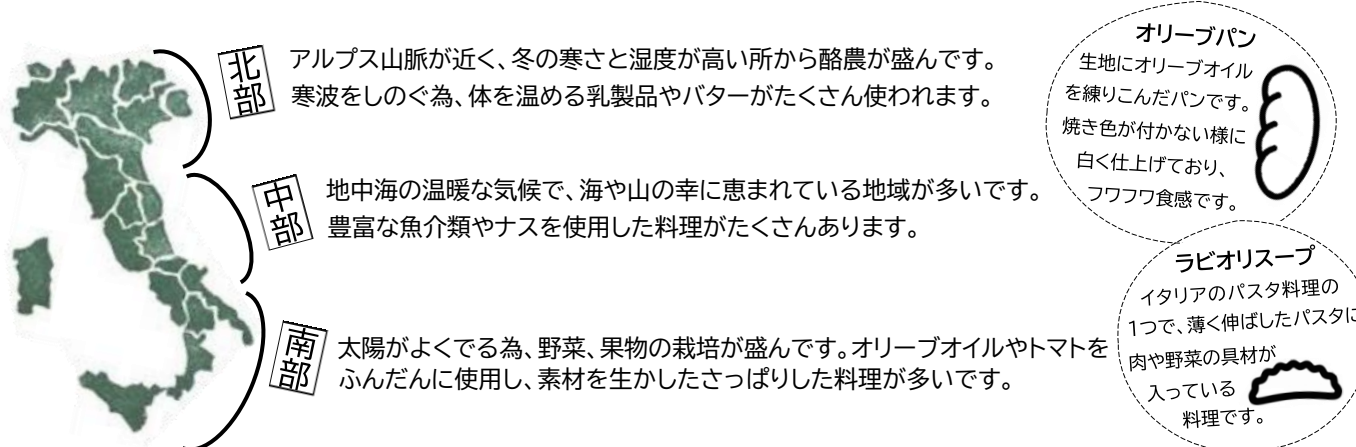 北部
アルプス山脈が近く、冬の寒さと湿度が高い所から酪農が盛んです。
寒波をしのぐ為、体を温める乳製品やバターがたくさん使われます。
中部
地中海の温暖な気候で、海や山の幸に恵まれている地域が多いです。
豊富な魚介類やナスを使用した料理がたくさんあります。
南部
太陽がよくでる為、野菜、果物の栽培が盛んです。オリーブオイルやトマトを
ふんだんに使用し、素材を生かしたさっぱりした料理が多いです。
オリーブパン
生地にオリーブオイル
を練りこんだパンです。
焼き色が付かない様に
白く仕上げており、
フワフワ食感です。
ラビオリスープ
イタリアのパスタ料理の
1つで、薄く伸ばしたパスタに
肉や野菜の具材が
入っている
料理です。